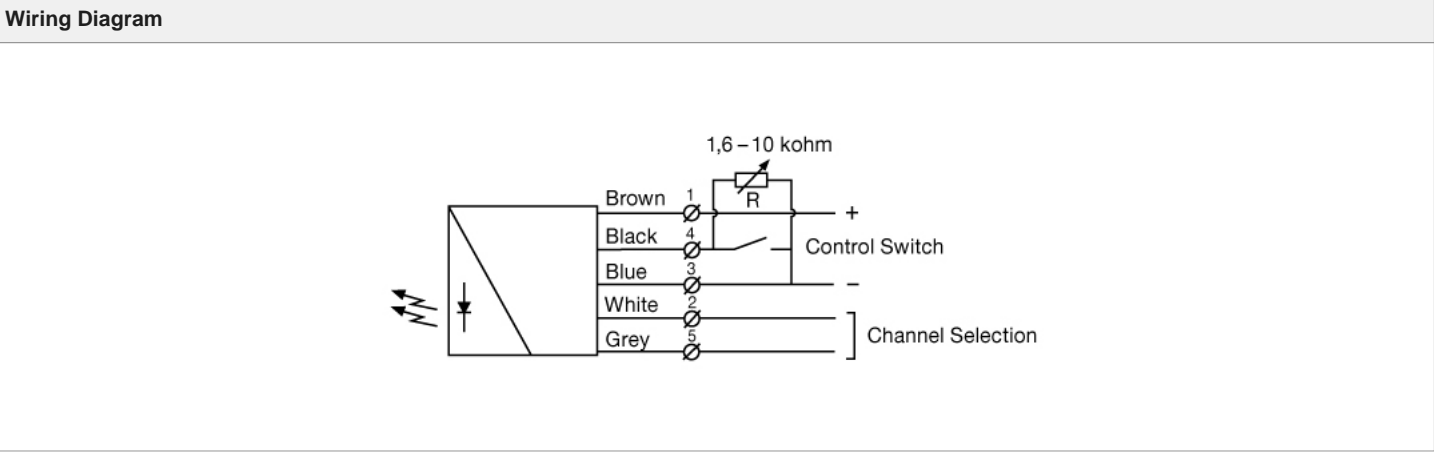 Wiring Diagram
1,6 – 10 kohm
R
Brown 1 +
Black 4 Control Switch
Blue 3 –
White 2
Grey 5
Channel Selection